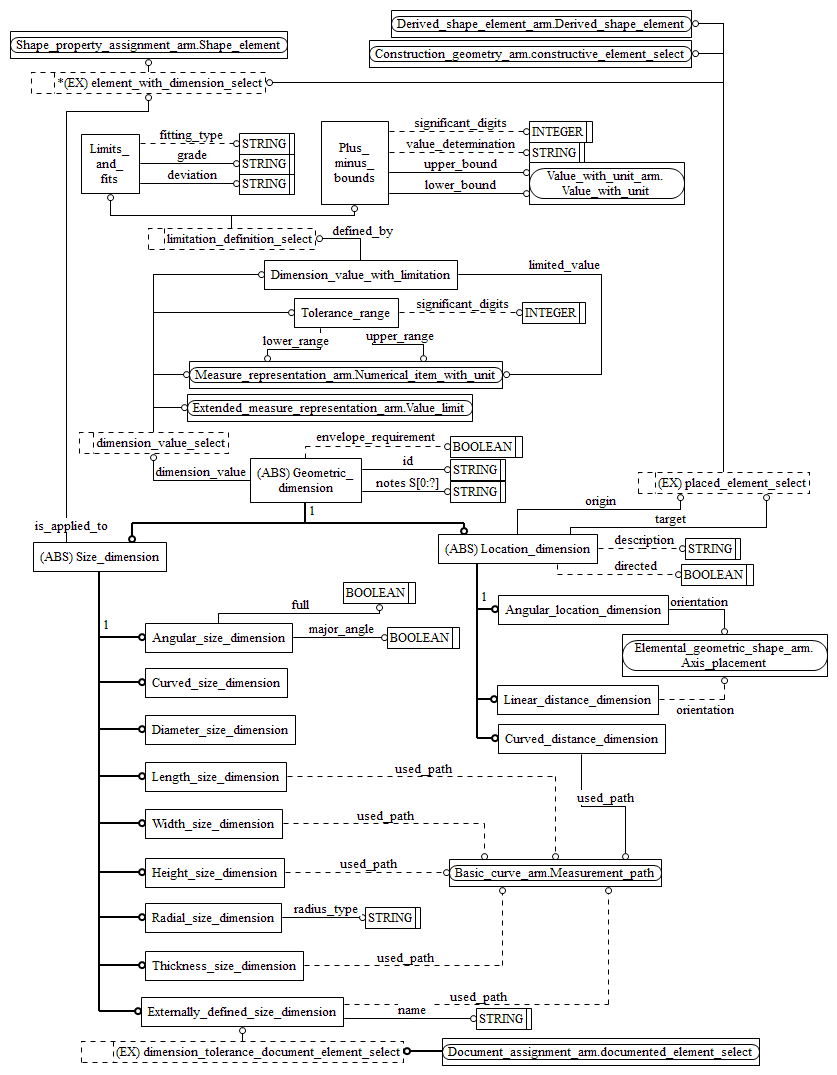 Derived_shape_element_arm.Derived_shape_element
Shape_property_assignment_arm.Shape_element
Construction_geometry_arm.constructive_element_select
*(EX) element_with_dimension_select
Limits_
and_
fits
fitting_type
STRING
grade
STRING
deviation
STRING
Plus_
minus_
bounds
significant_digits
INTEGER
value_determination
STRING
upper_bound
lower_bound
Value_with_unit_arm.
Value_with_unit
limitation_definition_select
defined_by
Dimension_value_with_limitation
limited_value
Tolerance_range
significant_digits
INTEGER
lower_range
upper_range
Measure_representation_arm.Numerical_item_with_unit
Extended_measure_representation_arm.Value_limit
dimension_value_select
dimension_value
(ABS) Geometric_
dimension
envelope_requirement
BOOLEAN
id
STRING
notes S[0:?]
STRING
1
(EX) placed_element_select
origin
target
is_applied_to
(ABS) Size_dimension
(ABS) Location_dimension
description
STRING
directed
BOOLEAN
1
Angular_size_dimension
full
BOOLEAN
major_angle
BOOLEAN
1
Angular_location_dimension
orientation
Elemental_geometric_shape_arm.
Axis_placement
Curved_size_dimension
Linear_distance_dimension
orientation
Diameter_size_dimension
Curved_distance_dimension
Length_size_dimension
used_path
used_path
Width_size_dimension
used_path
Height_size_dimension
used_path
Basic_curve_arm.Measurement_path
Radial_size_dimension
radius_type
STRING
Thickness_size_dimension
used_path
Externally_defined_size_dimension
used_path
name
STRING
(EX) dimension_tolerance_document_element_select
Document_assignment_arm.documented_element_select